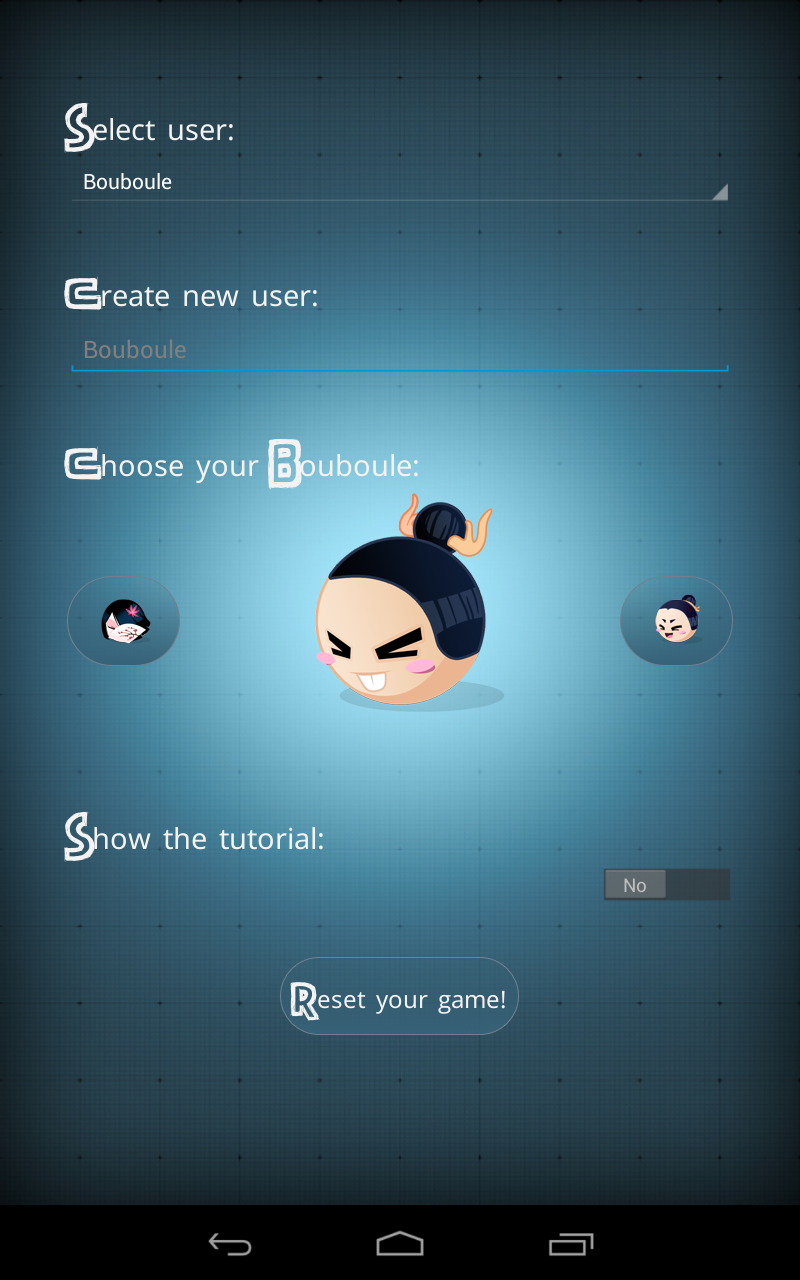 Select user:
Bouboule
Create new user:
Bouboule
Choose your Bouboule:
Show the tutorial:
No
Reset your game!